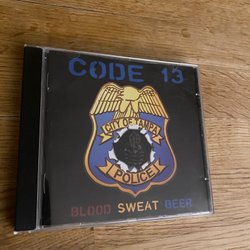 CODE 13
CITY OF TAMPA
POLICE
BLOOD SWEAT BEER